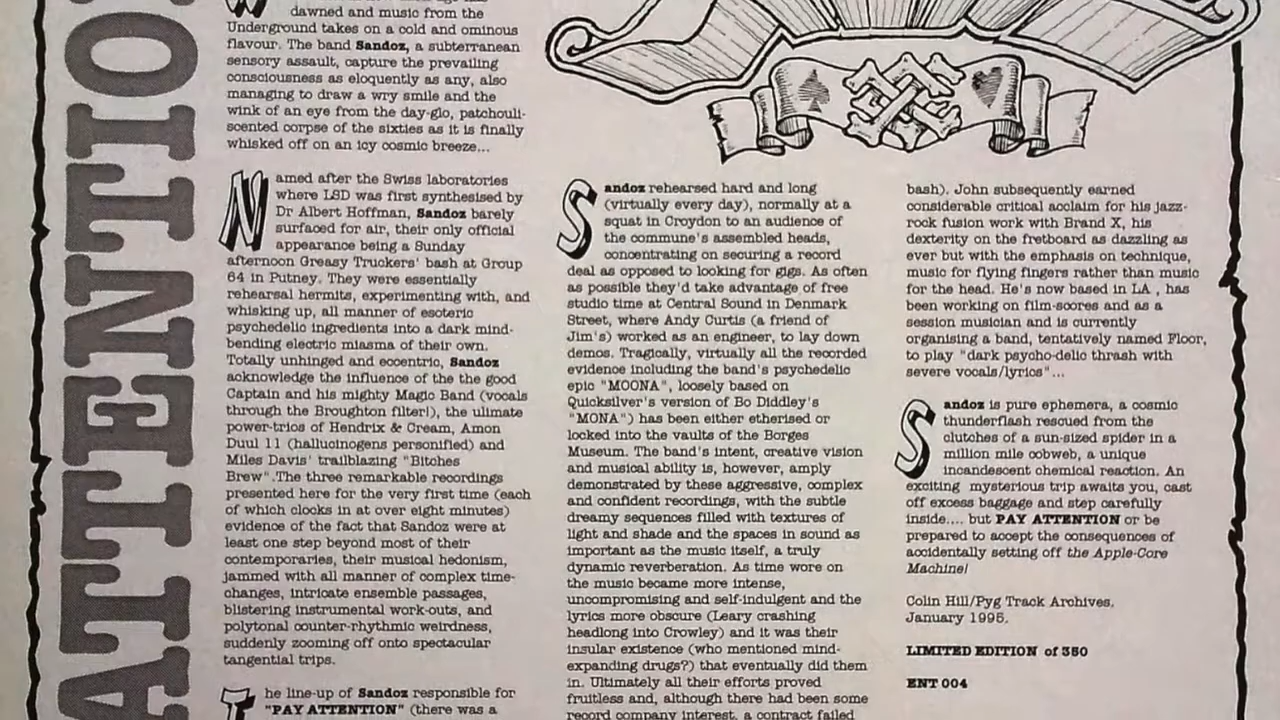 ATTENTIO
dawned and music from the
Underground takes on a cold and ominous
flavour. The band Sandoz, a subterranean
sensory assault, capture the prevailing
consciousness as eloquently as any, also
managing to draw a wry smile and the
wink of an eye from the day-glo, patchouli-
scented corpse of the sixties as it is finally
whisked off on an icy cosmic breeze...
Named after the Swiss laboratories
where LSD was first synthesised by
Dr Albert Hoffman, Sandoz barely
surfaced for air, their only official
appearance being a Sunday
afternoon Greasy Truckers' bash at Group
64 in Putney. They were essentially
rehearsal hermits, experimenting with, and
whisking up, all manner of esoteric
psychedelic ingredients into a dark mind-
bending electric miasma of their own.
Totally unhinged and eccentric, Sandoz
acknowledge the influence of the the good
Captain and his mighty Magic Band (vocals
through the Broughton filter!), the ulimate
power-trios of Hendrix & Cream, Amon
Duul 11 (hallucinogens personified) and
Miles Davis' trailblazing "Bitches
Brew".The three remarkable recordings
presented here for the very first time (each
of which clocks in at over eight minutes)
evidence of the fact that Sandoz were at
least one step beyond most of their
contemporaries, their musical hedonism,
jammed with all manner of complex time-
changes, intricate ensemble passages,
blistering instrumental work-outs, and
polytonal counter-rhythmic weirdness,
suddenly zooming off onto spectacular
tangential trips.
The line-up of Sandoz responsible for
"PAY ATTENTION" (there was a
Sandoz rehearsed hard and long
(virtually every day), normally at a
squat in Croydon to an audience of
the commune's assembled heads,
concentrating on securing a record
deal as opposed to looking for gigs. As often
as possible they'd take advantage of free
studio time at Central Sound in Denmark
Street, where Andy Curtis (a friend of
Jim's) worked as an engineer, to lay down
demos. Tragically, virtually all the recorded
evidence including the band's psychedelic
epic "MOONA", loosely based on
Quicksilver's version of Bo Diddley's
"MONA") has been either etherised or
locked into the vaults of the Borges
Museum. The band's intent, creative vision
and musical ability is, however, amply
demonstrated by these aggressive, complex
and confident recordings, with the subtle
dreamy sequences filled with textures of
light and shade and the spaces in sound as
important as the music itself, a truly
dynamic reverberation. As time wore on
the music became more intense,
uncompromising and self-indulgent and the
lyrics more obscure (Leary crashing
headlong into Crowley) and it was their
insular existence (who mentioned mind-
expanding drugs?) that eventually did them
in. Ultimately all their efforts proved
fruitless and, although there had been some
record company interest, a contract failed
bash). John subsequently earned
considerable critical acclaim for his jazz-
rock fusion work with Brand X, his
dexterity on the fretboard as dazzling as
ever but with the emphasis on technique,
music for flying fingers rather than music
for the head. He's now based in LA , has
been working on film-scores and as a
session musician and is currently
organising a band, tentatively named Floor,
to play "dark psycho-delic thrash with
severe vocals/lyrics"...
Sandoz is pure ephemera, a cosmic
thunderflash rescued from the
clutches of a sun-sized spider in a
million mile cobweb, a unique
incandescent chemical reaction. An
exciting mysterious trip awaits you, cast
off excess baggage and step carefully
inside.... but PAY ATTENTION or be
prepared to accept the consequences of
accidentally setting off the Apple-Core
Machine!
Colin Hill/Pyg Track Archives.
January 1995.
LIMITED EDITION of 350
ENT 004